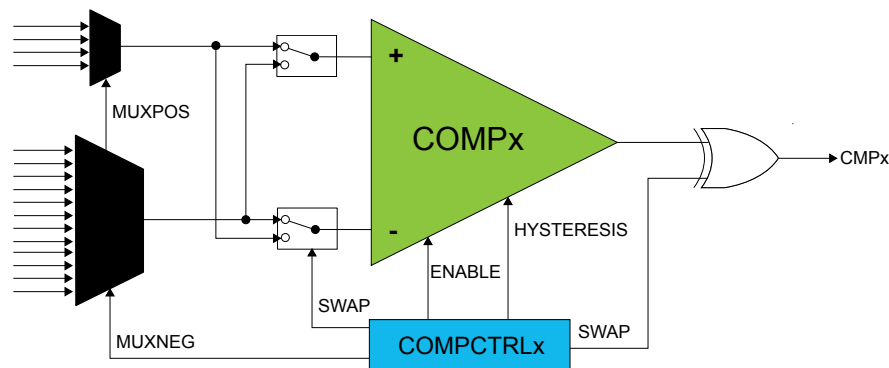 MUXPOS
+
COMPx
CMPx
-
HYSTERESIS
ENABLE
SWAP
SWAP
MUXNEG
COMPCTRLx